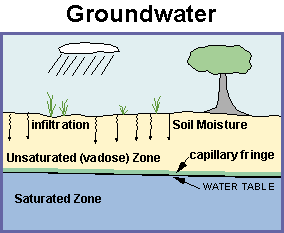 Groundwater
infiltration
Soil Moisture
Unsaturated (vadose) Zone
capillary fringe
WATER TABLE
Saturated Zone